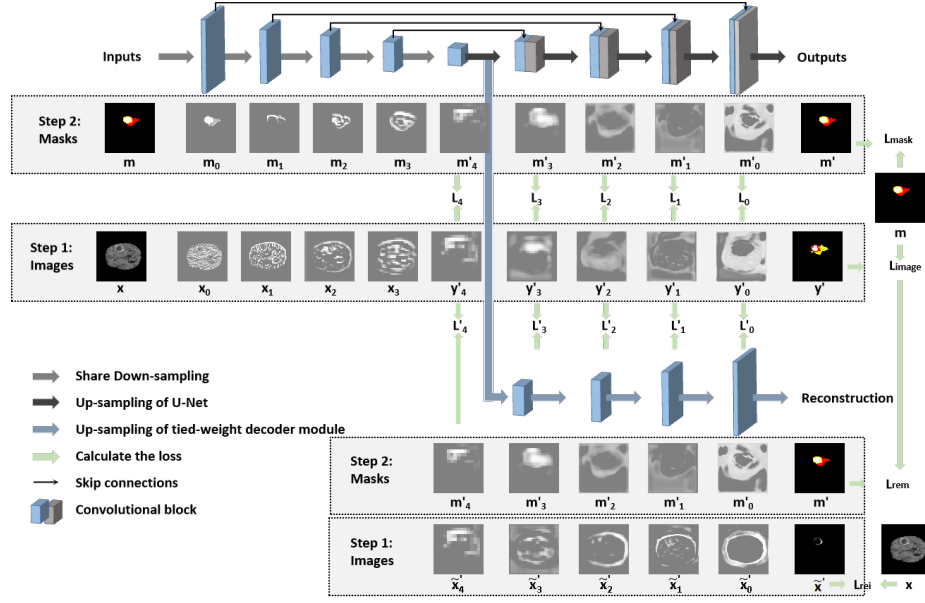 Inputs
Outputs
Step 2:
Masks
m
m0
m1
m2
m3
m'4
m'3
m'2
m'1
m'0
m'
Lmask
m
L4
L3
L2
L1
L0
Step 1:
Images
x
x0
x1
x2
x3
y'4
y'3
y'2
y'1
y'0
y'
Limage
L'4
L'3
L'2
L'1
L'0
Share Down-sampling
Up-sampling of U-Net
Up-sampling of tied-weight decoder module
Calculate the loss
Skip connections
Convolutional block
Reconstruction
Step 2:
Masks
m'4
m'3
m'2
m'1
m'0
m'
Lrem
Step 1:
Images
x̃'4
x̃'3
x̃'2
x̃'1
x̃'0
x̃'
Lrei
x